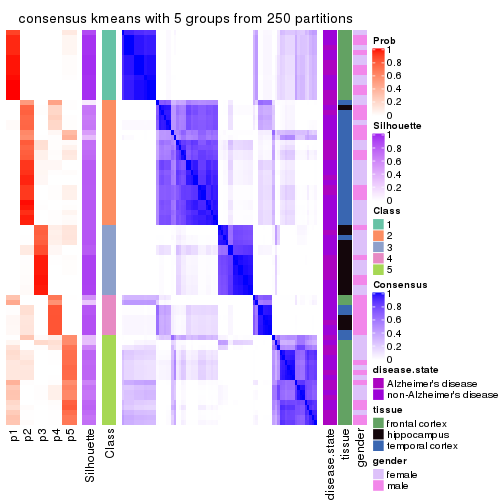 consensus kmeans with 5 groups from 250 partitions
Prob
1
0.8
0.6
0.4
0.2
0
Silhouette
1
0.8
0.6
0.4
0.2
0
Class
1
2
3
4
5
Consensus
1
0.8
0.6
0.4
0.2
0
disease.state
Alzheimer's disease
non-Alzheimer's disease
tissue
frontal cortex
hippocampus
temporal cortex
gender
female
male
p1
p2
p3
p4
p5
Silhouette
Class
disease.state
tissue
gender